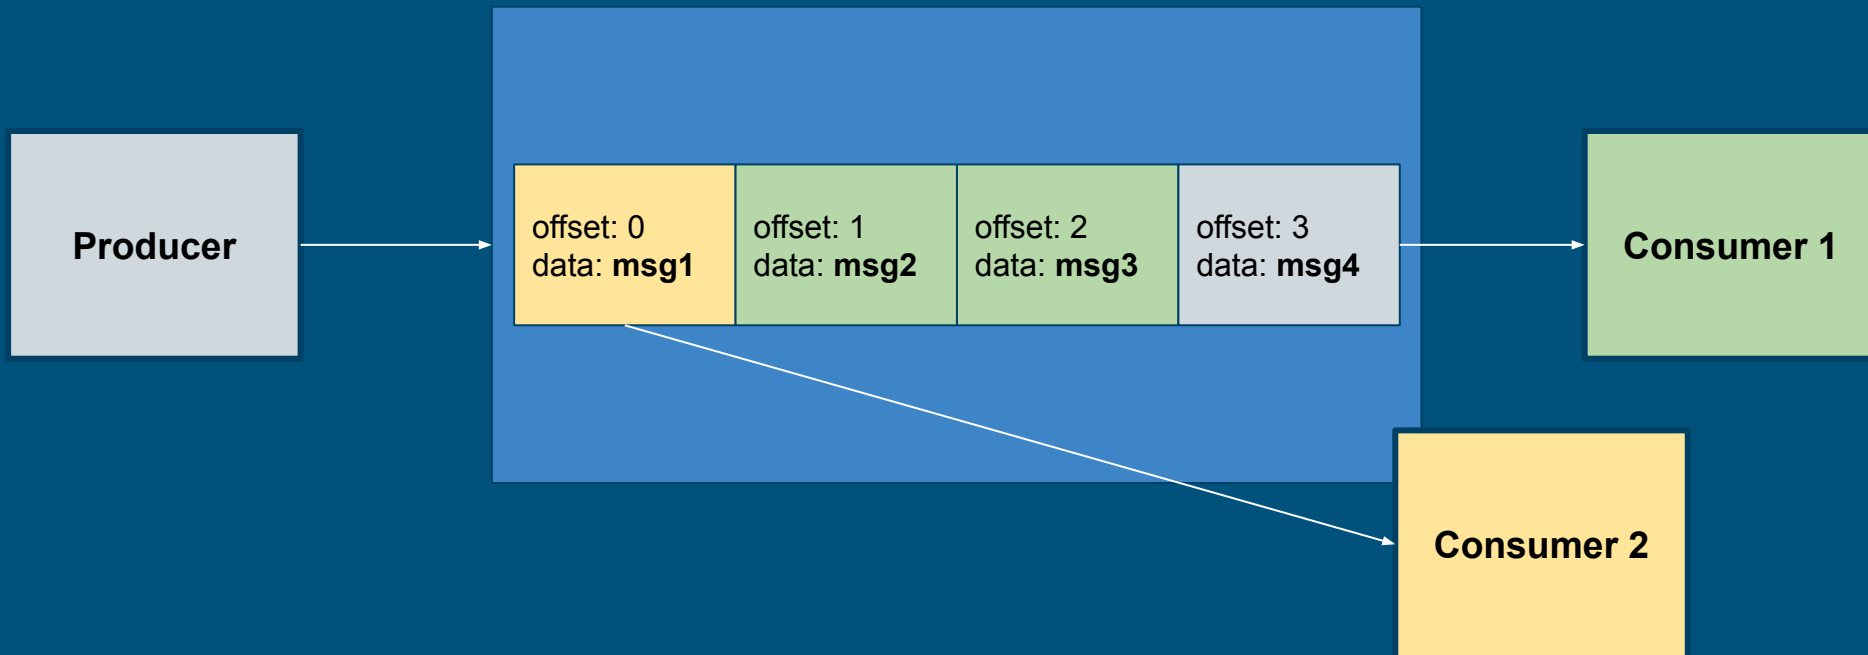 Producer
offset: 0
data: msg1
offset: 1
data: msg2
offset: 2
data: msg3
offset: 3
data: msg4
Consumer 1
Consumer 2